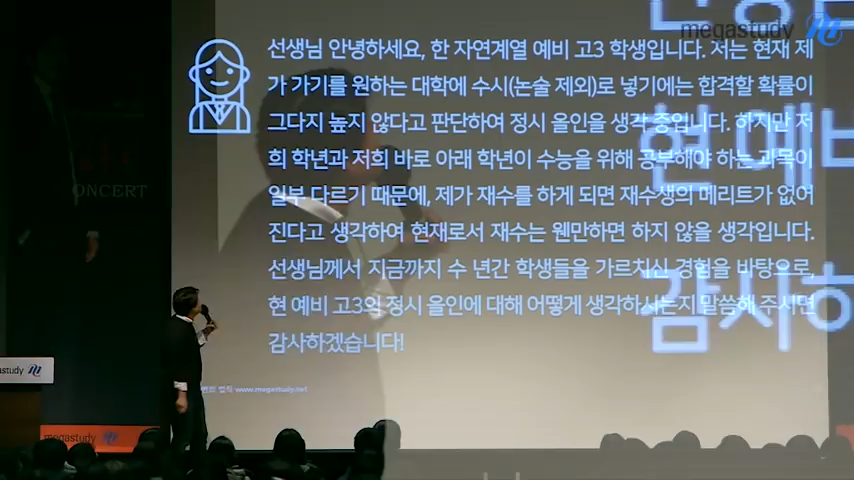 megastudy
선생님 안녕하세요, 한 자연계열 예비 고3 학생입니다. 저는 현재 제
가 가기를 원하는 대학에 수시(논술 제외)로 넣기에는 합격할 확률이
그다지 높지 않다고 판단하여 정시 올인을 생각 중입니다. 하지만 저
희 학년과 저희 바로 아래 학년이 수능을 위해 공부해야 하는 과목이
일부 다르기 때문에, 제가 재수를 하게 되면 재수생의 메리트가 없어
진다고 생각하여 현재로서 재수는 웬만하면 하지 않을 생각입니다.
선생님께서 지금까지 수 년간 학생들을 가르치신 경험을 바탕으로,
현 예비 고3의 정시 올인에 대해 어떻게 생각하시는지 말씀해 주시면
감사하겠습니다!
현 예비
감사하
ONCERT
www.megastudy.net
megastudy